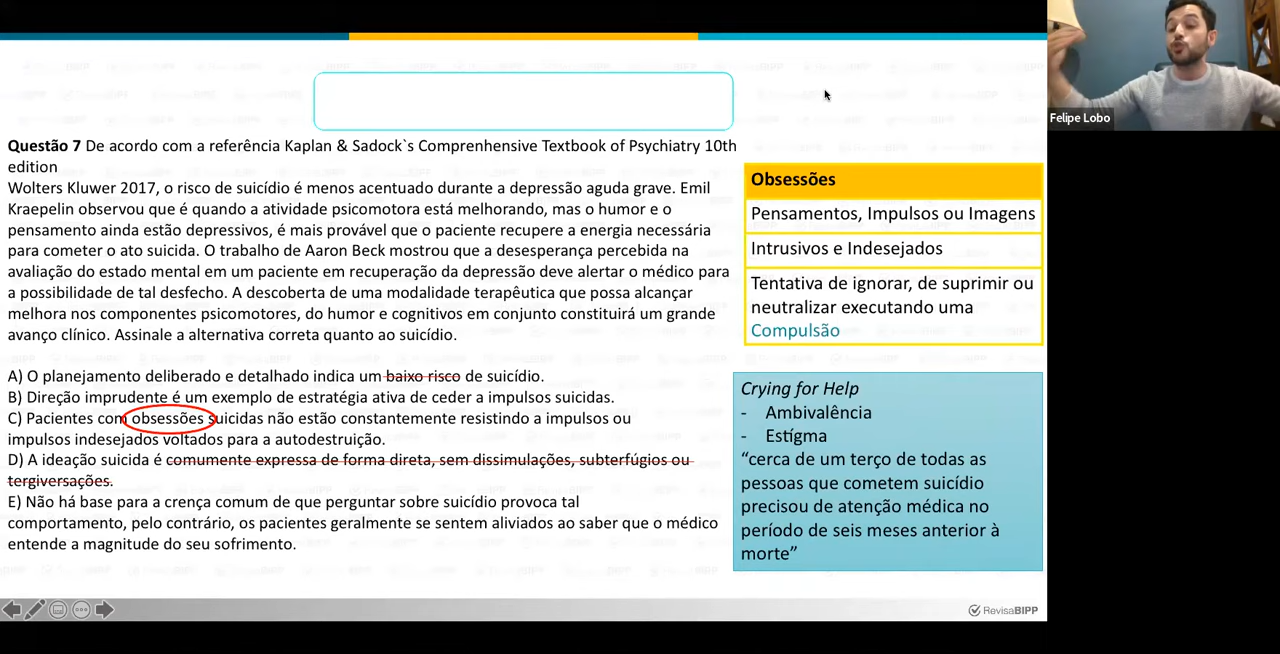 Questão 7 De acordo com a referência Kaplan & Sadock`s Comprenhensive Textbook of Psychiatry 10th
edition
Wolters Kluwer 2017, o risco de suicídio é menos acentuado durante a depressão aguda grave. Emil
Kraepelin observou que é quando a atividade psicomotora está melhorando, mas o humor e o
pensamento ainda estão depressivos, é mais provável que o paciente recupere a energia necessária
para cometer o ato suicida. O trabalho de Aaron Beck mostrou que a desesperança percebida na
avaliação do estado mental em um paciente em recuperação da depressão deve alertar o médico para
a possibilidade de tal desfecho. A descoberta de uma modalidade terapêutica que possa alcançar
melhora nos componentes psicomotores, do humor e cognitivos em conjunto constituirá um grande
avanço clínico. Assinale a alternativa correta quanto ao suicídio.
A) O planejamento deliberado e detalhado indica um baixo risco de suicídio.
B) Direção imprudente é um exemplo de estratégia ativa de ceder a impulsos suicidas.
C) Pacientes com obsessões suicidas não estão constantemente resistindo a impulsos ou
impulsos indesejados voltados para a autodestruição.
D) A ideação suicida é comumente expressa de forma direta, sem dissimulações, subterfúgios ou
tergiversações.
E) Não há base para a crença comum de que perguntar sobre suicídio provoca tal
comportamento, pelo contrário, os pacientes geralmente se sentem aliviados ao saber que o médico
entende a magnitude do seu sofrimento.
Obsessões
Pensamentos, Impulsos ou Imagens
Intrusivos e Indesejados
Tentativa de ignorar, de suprimir ou
neutralizar executando uma
Compulsão
Crying for Help
- Ambivalência
- Estígma
“cerca de um terço de todas as
pessoas que cometem suicídio
precisou de atenção médica no
período de seis meses anterior à
morte”
Felipe Lobo
RevisaBIPP